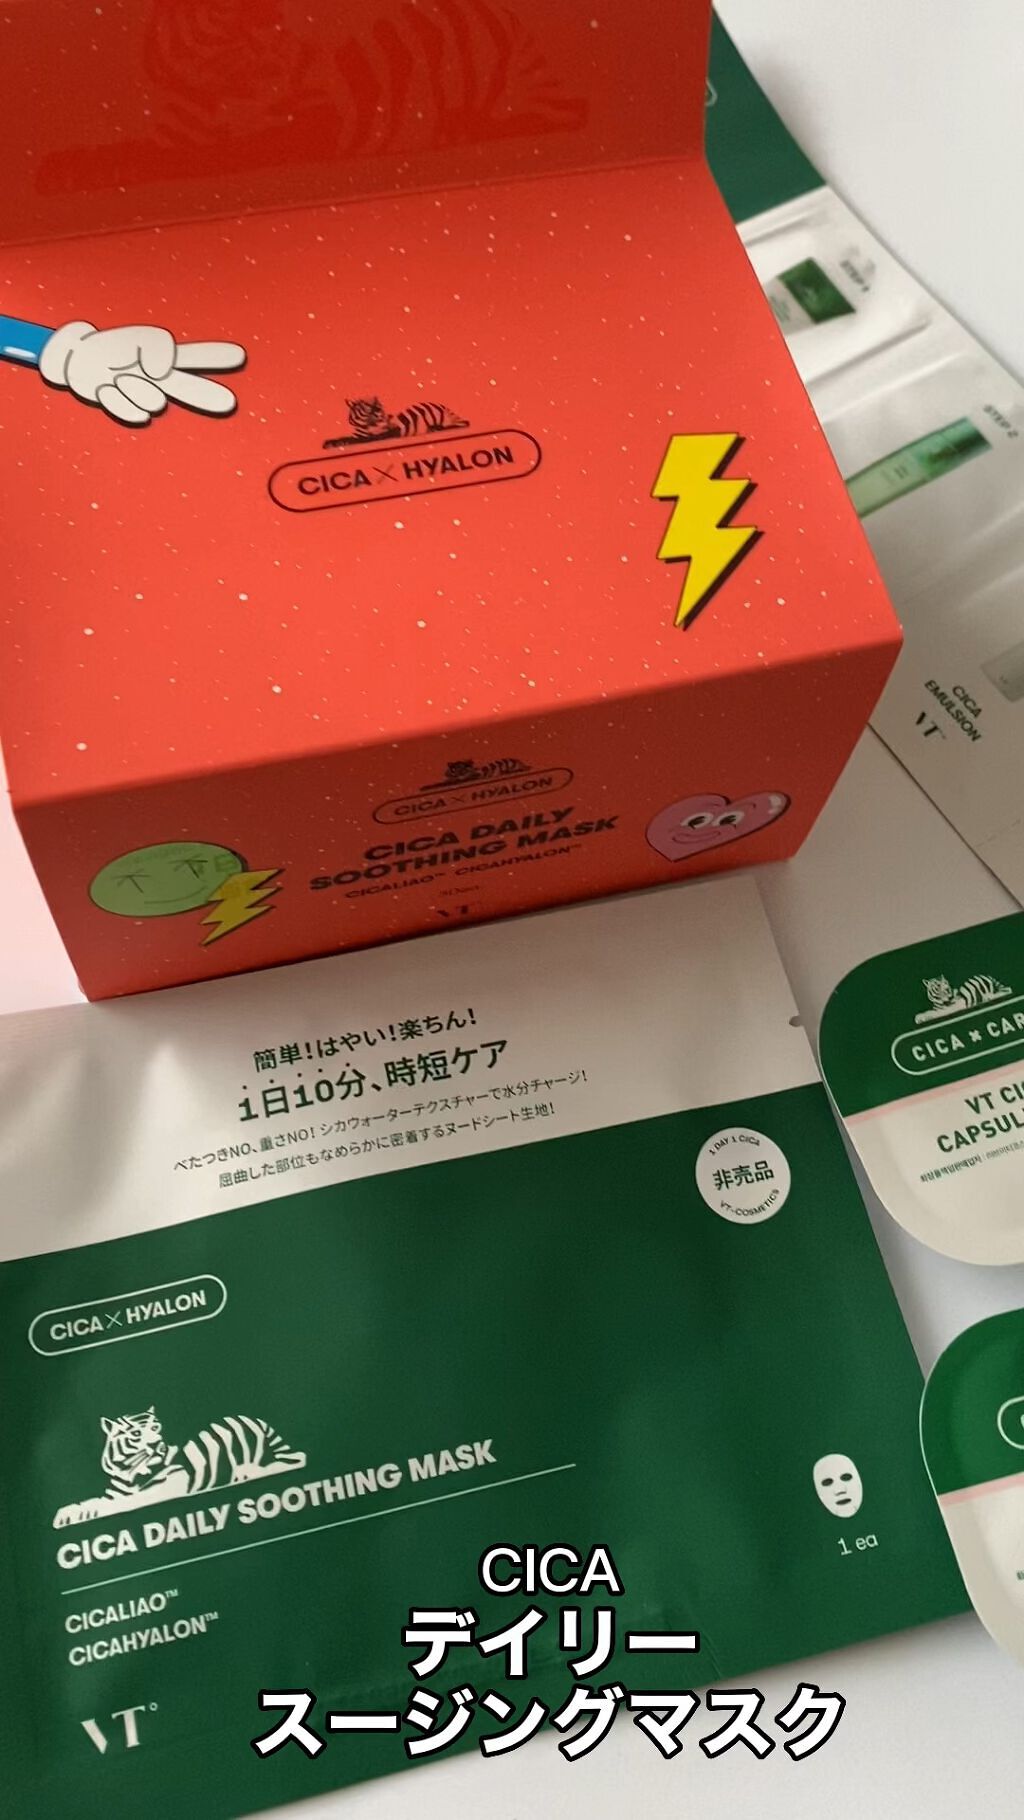 CICA×HYALON
CICA×HYALON
CICA DAILY
SOOTHING MASK
CICALIAO™ CICAHYALON™
VT
STEP 1
STEP 2
CICA
EMULSION
VT
簡単!はやい!楽ちん!
1日10分、時短ケア
べたつきNO、重さNO! シカウォーターテクスチャーで水分チャージ!
屈曲した部位もなめらかに密着するヌードシート生地!
1 DAY 1 CICA
非売品
VT-COSMETICS
CICA×HYALON
CICA DAILY SOOTHING MASK
CICALIAO™
CICAHYALON™
VT
1 ea
CICA × CAR
VT CI
CAPSUL
CICA
デイリー
スージングマスク